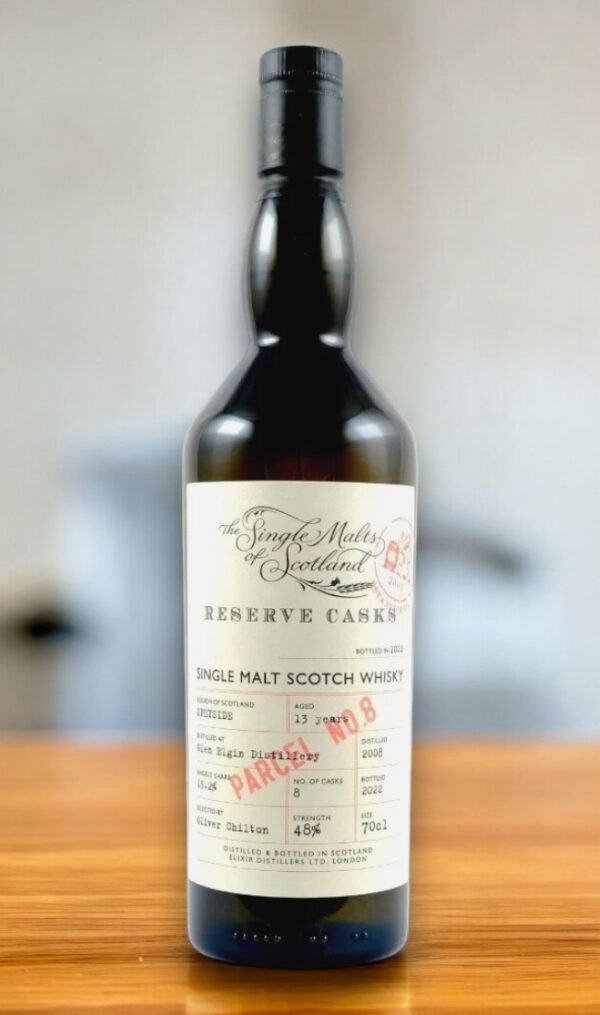 The Single Malts
of Scotland
RESERVE CASKS
BOTTLED IN 2022
SINGLE MALT SCOTCH WHISKY
REGION OF SCOTLAND
SPEYSIDE
AGED
13 years
PARCEL NO.8
DISTILLED AT
Glen Elgin Distillery
DISTILLED
2008
ANGELS SHARE
15.2%
NO. OF CASKS
8
BOTTLED
2022
SELECTED BY
Oliver Chilton
STRENGTH
48%
SIZE
70cl
DISTILLED & BOTTLED IN SCOTLAND
ELIXIR DISTILLERS LTD. LONDON